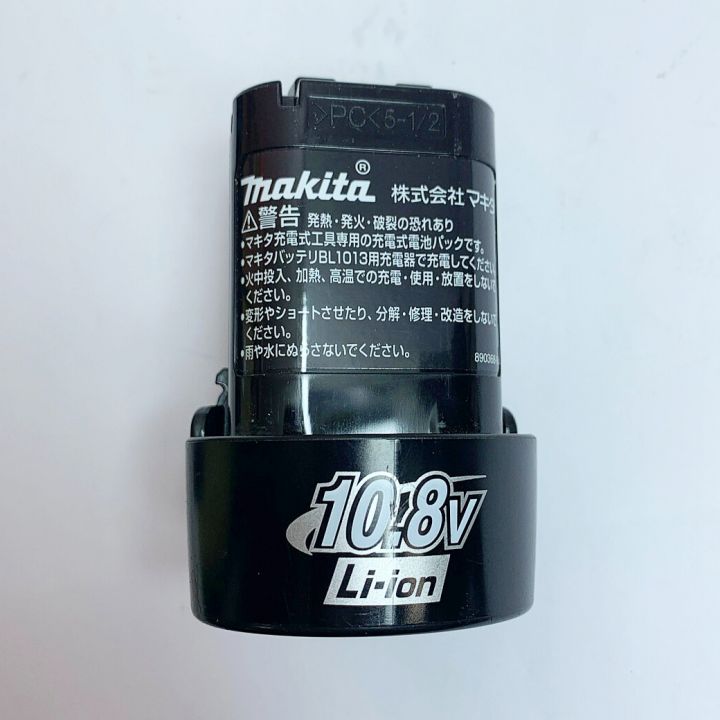 >PC< 5-1/2
makita® 株式会社マキタ
⚠警告 発熱・発火・破裂の恐れあり
・マキタ充電式工具専用の充電式電池パックです。
・マキタバッテリBL1013用充電器で充電してください。
・火中投入、加熱、高温での充電・使用・放置をしないで
ください。
・変形やショートさせたり、分解・修理・改造をしないで
ください。
・雨や水にぬらさないでください。
890366
10.8V
Li-ion